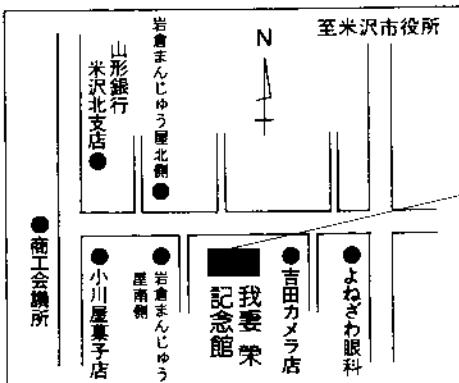 至米沢市役所
N
岩倉まんじゅう屋北側
山形銀行
米沢北支店
商工会議所
小川屋菓子店
岩倉まんじゅう
屋南側
我妻 榮
記念館
吉田カメラ店
よねざわ眼科